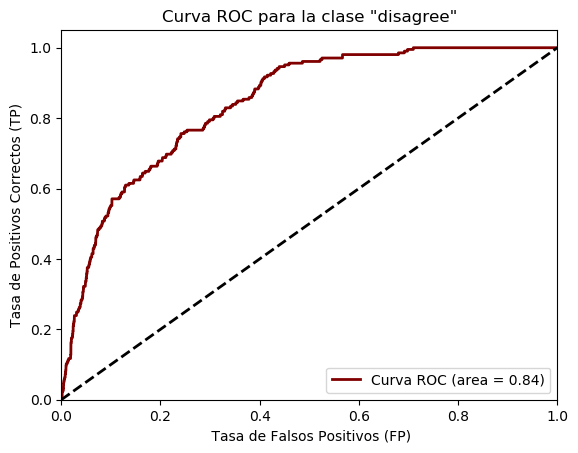 Curva ROC para la clase "disagree"
Tasa de Positivos Correctos (TP)
1.0
0.8
0.6
0.4
0.2
0.0
0.0 0.2 0.4 0.6 0.8 1.0
Curva ROC (area = 0.84)
Tasa de Falsos Positivos (FP)